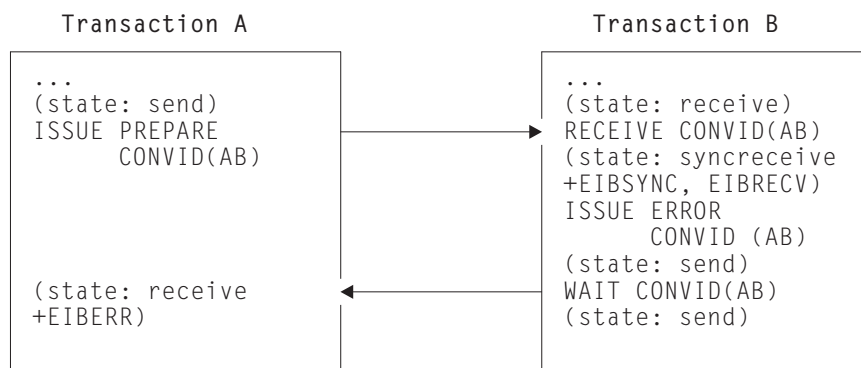 Transaction A
Transaction B
...
(state: send)
ISSUE PREPARE
CONVID(AB)
(state: receive
+EIBERR)
...
(state: receive)
RECEIVE CONVID(AB)
(state: syncreceive
+EIBSYNC, EIBRECV)
ISSUE ERROR
CONVID (AB)
(state: send)
WAIT CONVID(AB)
(state: send)